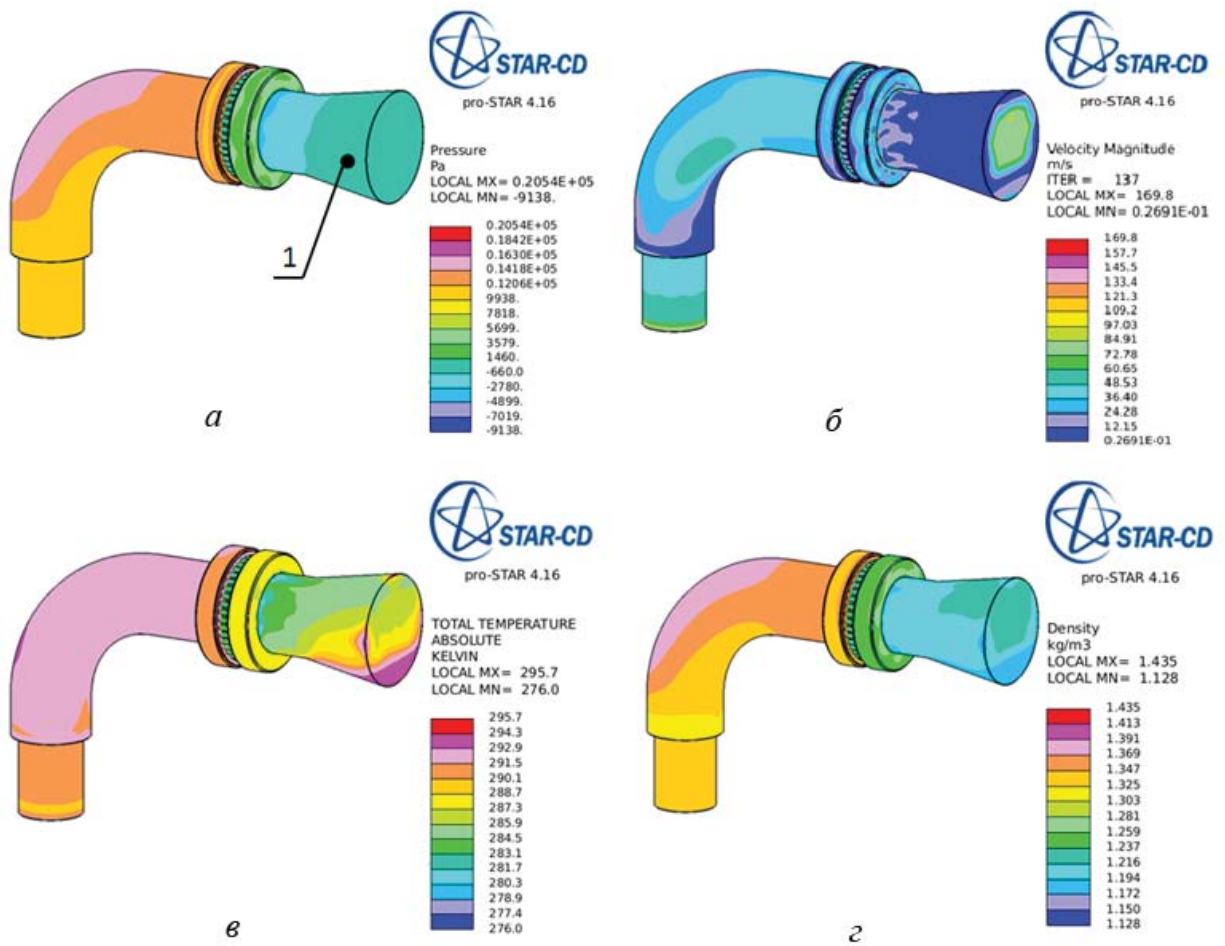 STAR-CD
pro-STAR 4.16
Pressure
Pa
LOCAL MX= 0.2054E+05
LOCAL MN= -9138.
0.2054E+05
0.1842E+05
0.1630E+05
0.1418E+05
0.1206E+05
9938.
7818.
5699.
3579.
1460.
-660.0
-2780.
-4899.
-7019.
-9138.
1
а
STAR-CD
pro-STAR 4.16
Velocity Magnitude
m/s
ITER = 137
LOCAL MX= 169.8
LOCAL MN= 0.2691E-01
169.8
157.7
145.5
133.4
121.3
109.2
97.03
84.91
72.78
60.65
48.53
36.40
24.28
12.15
0.2691E-01
б
STAR-CD
pro-STAR 4.16
TOTAL TEMPERATURE
ABSOLUTE
KELVIN
LOCAL MX= 295.7
LOCAL MN= 276.0
295.7
294.3
292.9
291.5
290.1
288.7
287.3
285.9
284.5
283.1
281.7
280.3
278.9
277.4
276.0
в
STAR-CD
pro-STAR 4.16
Density
kg/m3
LOCAL MX= 1.435
LOCAL MN= 1.128
1.435
1.413
1.391
1.369
1.347
1.325
1.303
1.281
1.259
1.237
1.216
1.194
1.172
1.150
1.128
г